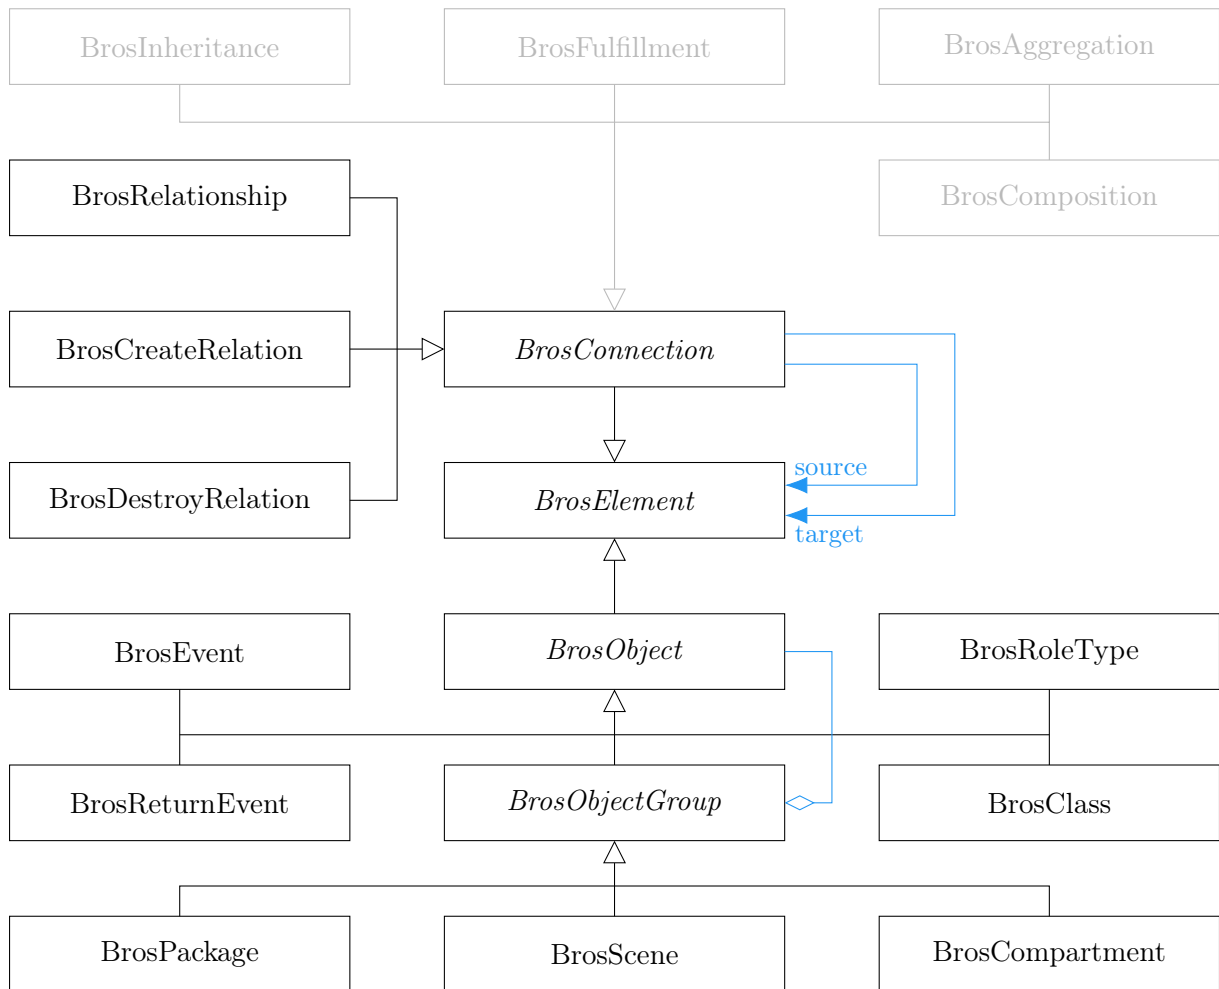 BrosInheritance
BrosFulfillment
BrosAggregation
BrosRelationship
BrosComposition
BrosCreateRelation
BrosConnection
source
BrosDestroyRelation
BrosElement
target
BrosEvent
BrosObject
BrosRoleType
BrosReturnEvent
BrosObjectGroup
BrosClass
BrosPackage
BrosScene
BrosCompartment